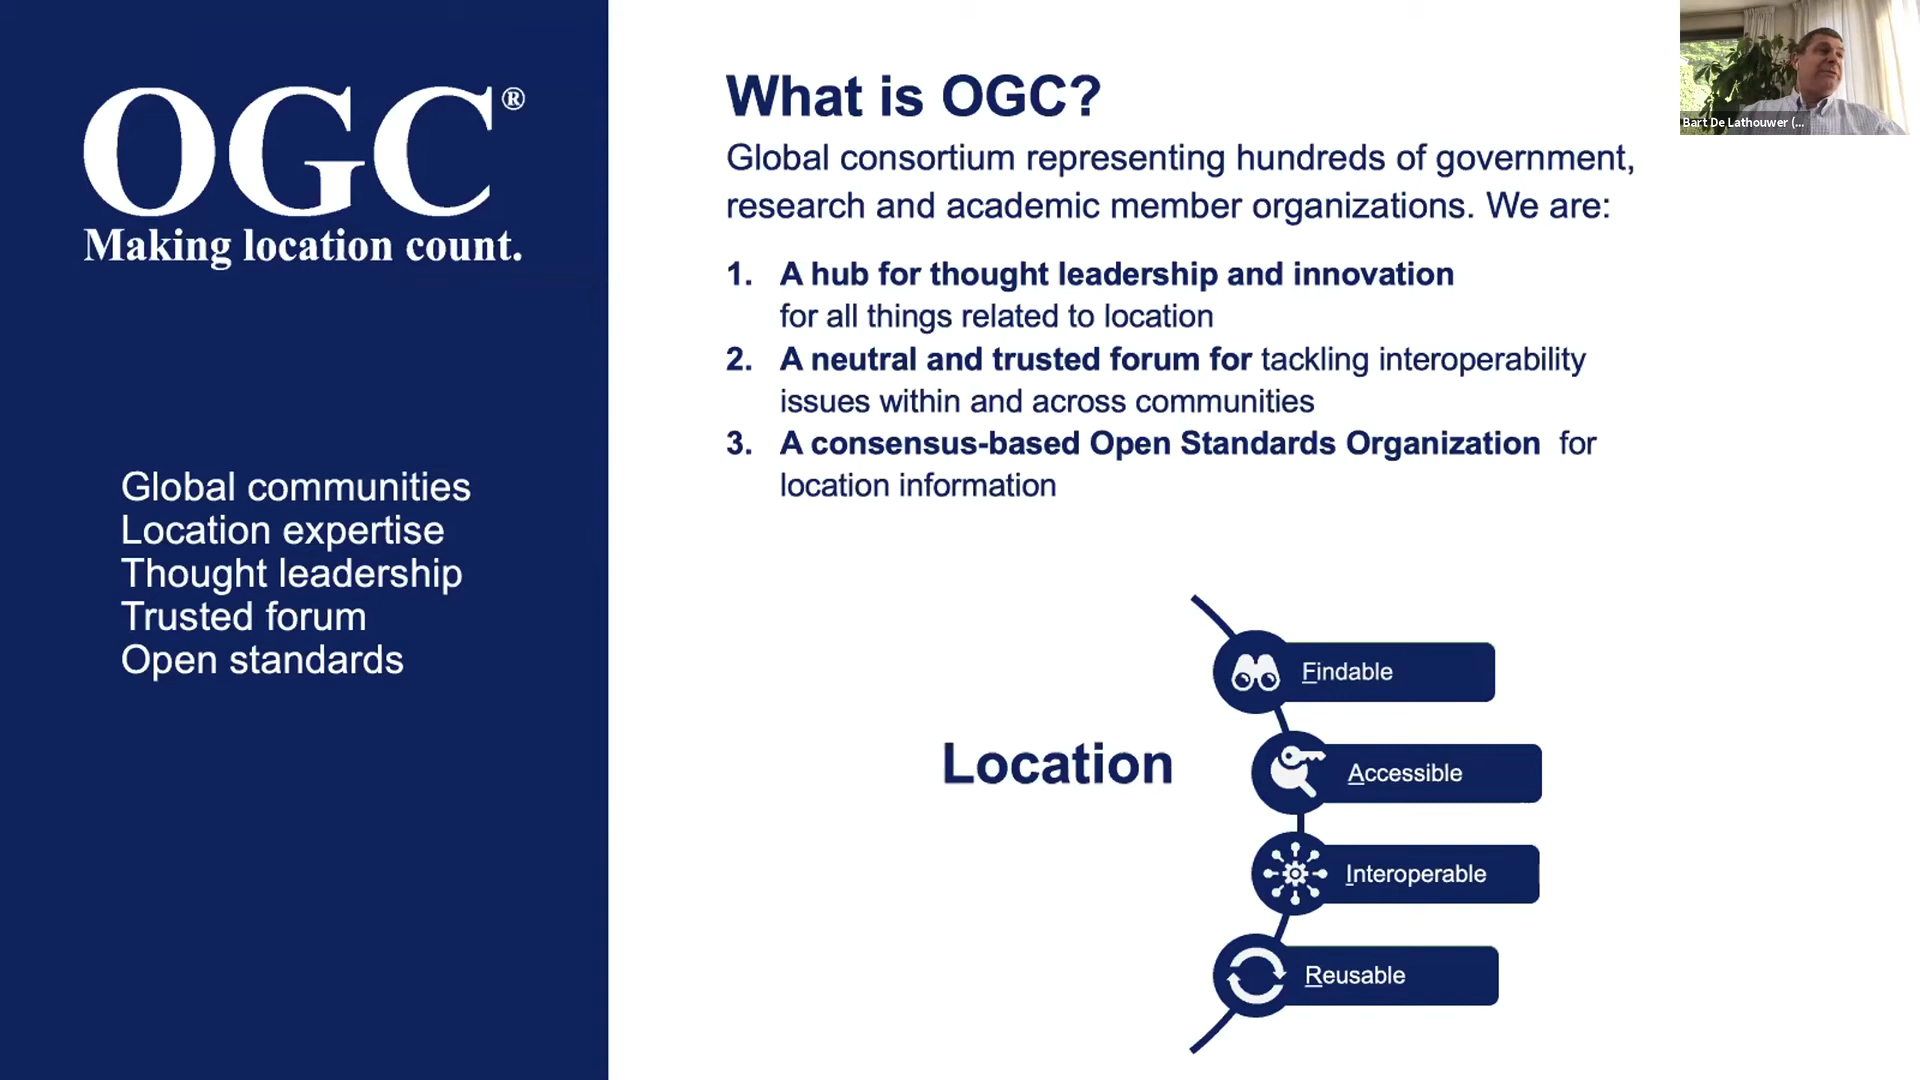 OGC®
Making location count.
Global communities
Location expertise
Thought leadership
Trusted forum
Open standards
What is OGC?
Global consortium representing hundreds of government,
research and academic member organizations. We are:
1. A hub for thought leadership and innovation
for all things related to location
2. A neutral and trusted forum for tackling interoperability
issues within and across communities
3. A consensus-based Open Standards Organization for
location information
Location
Findable
Accessible
Interoperable
Reusable
Bart De Lathouwer (...